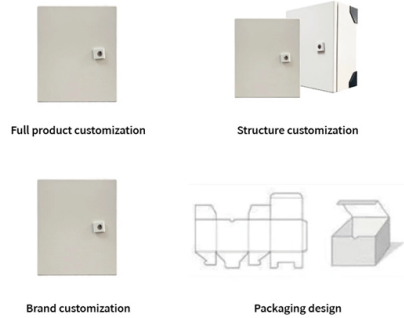 Full product customization
Structure customization
Brand customization
Packaging design